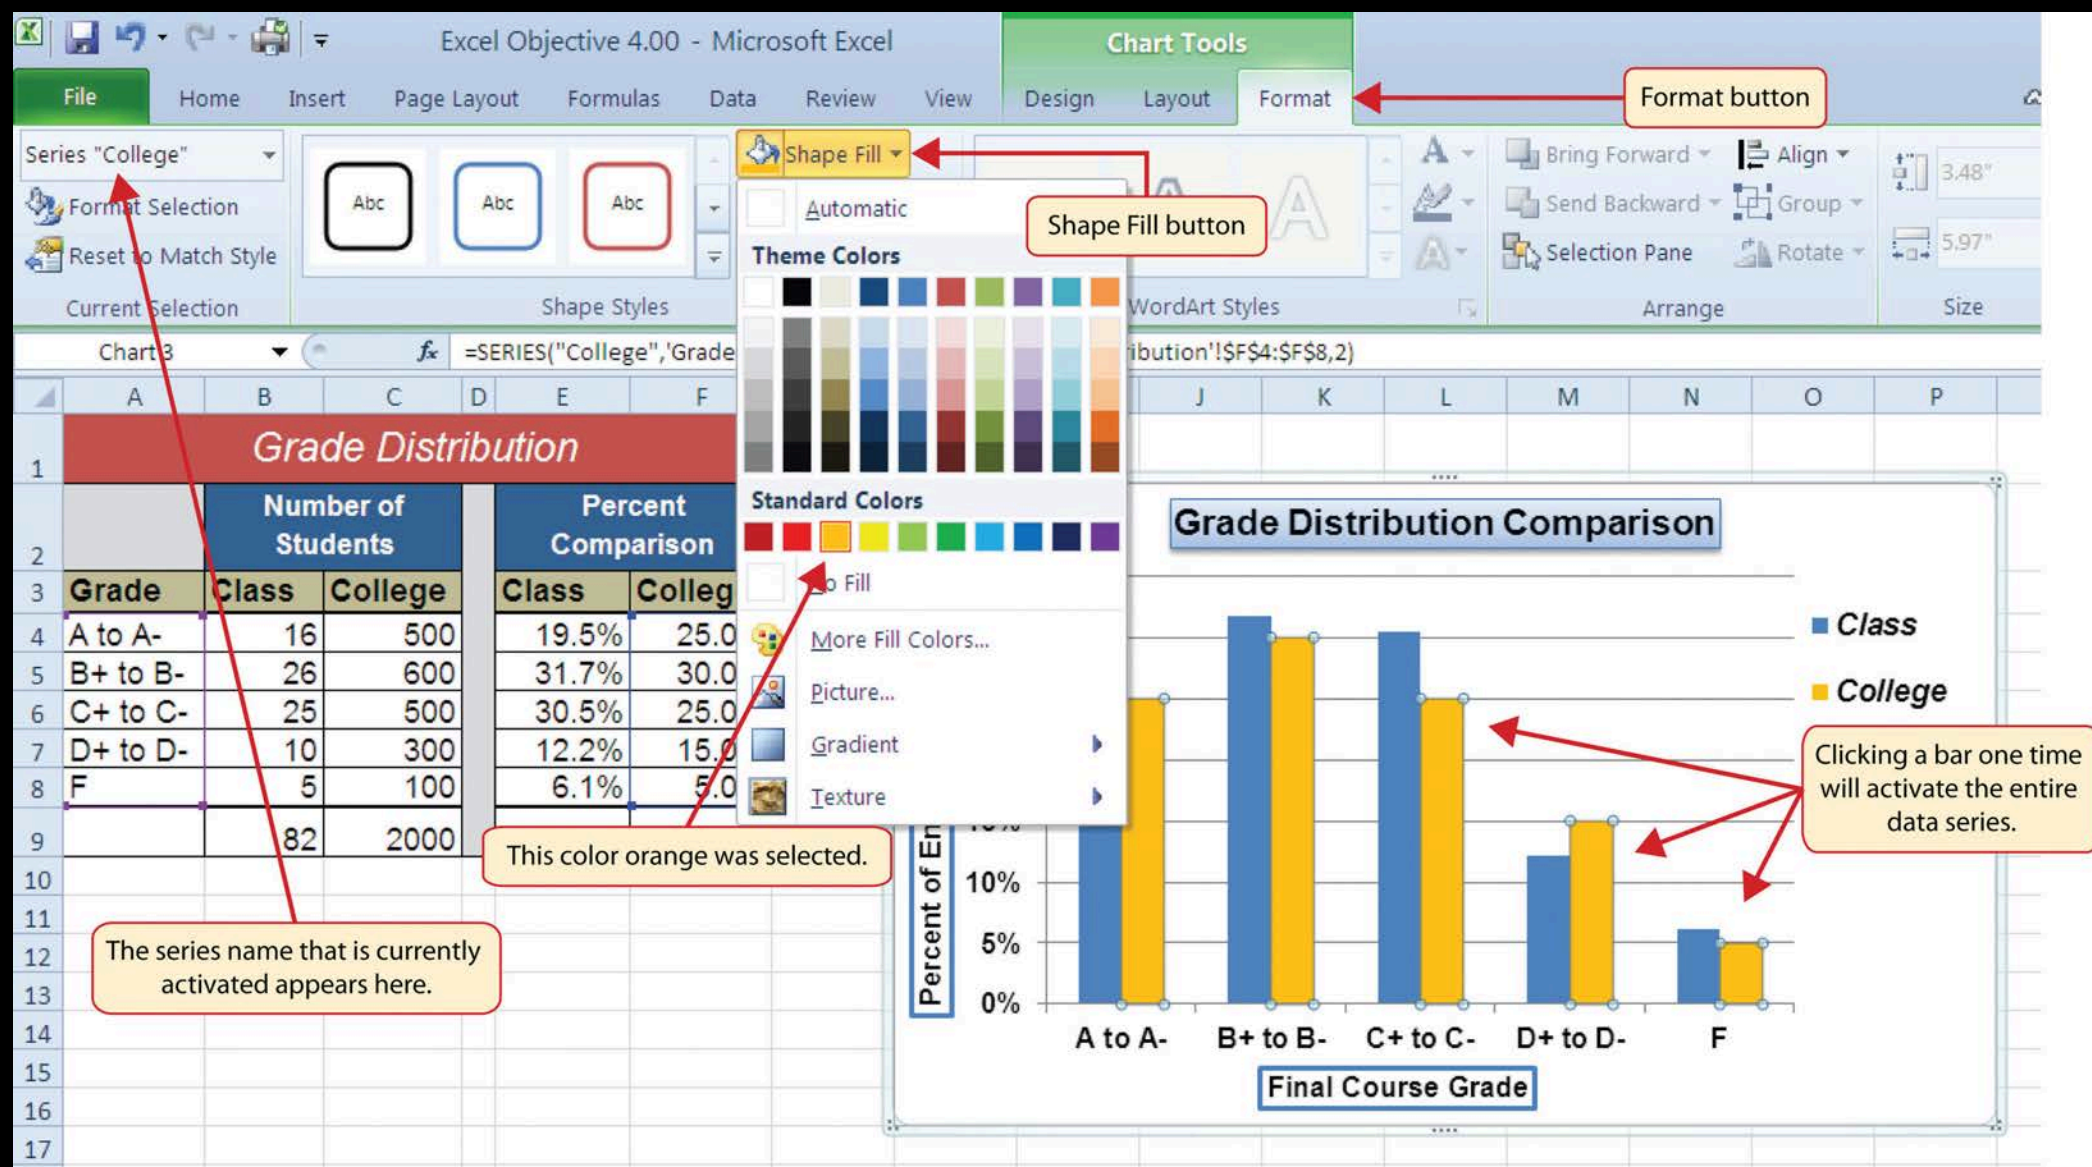 Excel Objective 4.00 - Microsoft Excel
Chart Tools
File Home Insert Page Layout Formulas Data Review View Design Layout Format
Format button
Series "College"
Format Selection
Reset to Match Style
Current Selection
Abc Abc Abc
Shape Styles
Shape Fill
Shape Fill button
WordArt Styles
Bring Forward
Send Backward
Selection Pane
Align
Group
Rotate
Arrange
3.48"
5.97"
Size
Automatic
Theme Colors
Standard Colors
Fill
More Fill Colors...
Picture...
Gradient
Texture
Chart 3 fx =SERIES("College",'Grade
ibution'!$F$4:$F$8,2)
A B C D E F J K L M N O P
1 Grade Distribution
2 Number of Students Percent Comparison
3 Grade Class College Class Colleg
4 A to A- 16 500 19.5% 25.0
5 B+ to B- 26 600 31.7% 30.0
6 C+ to C- 25 500 30.5% 25.0
7 D+ to D- 10 300 12.2% 15.0
8 F 5 100 6.1% 5.0
9 82 2000
10
11
12
13
14
15
16
17
This color orange was selected.
The series name that is currently
activated appears here.
Grade Distribution Comparison
Class
College
Clicking a bar one time
will activate the entire
data series.
Percent of En
10%
5%
0%
A to A- B+ to B- C+ to C- D+ to D- F
Final Course Grade